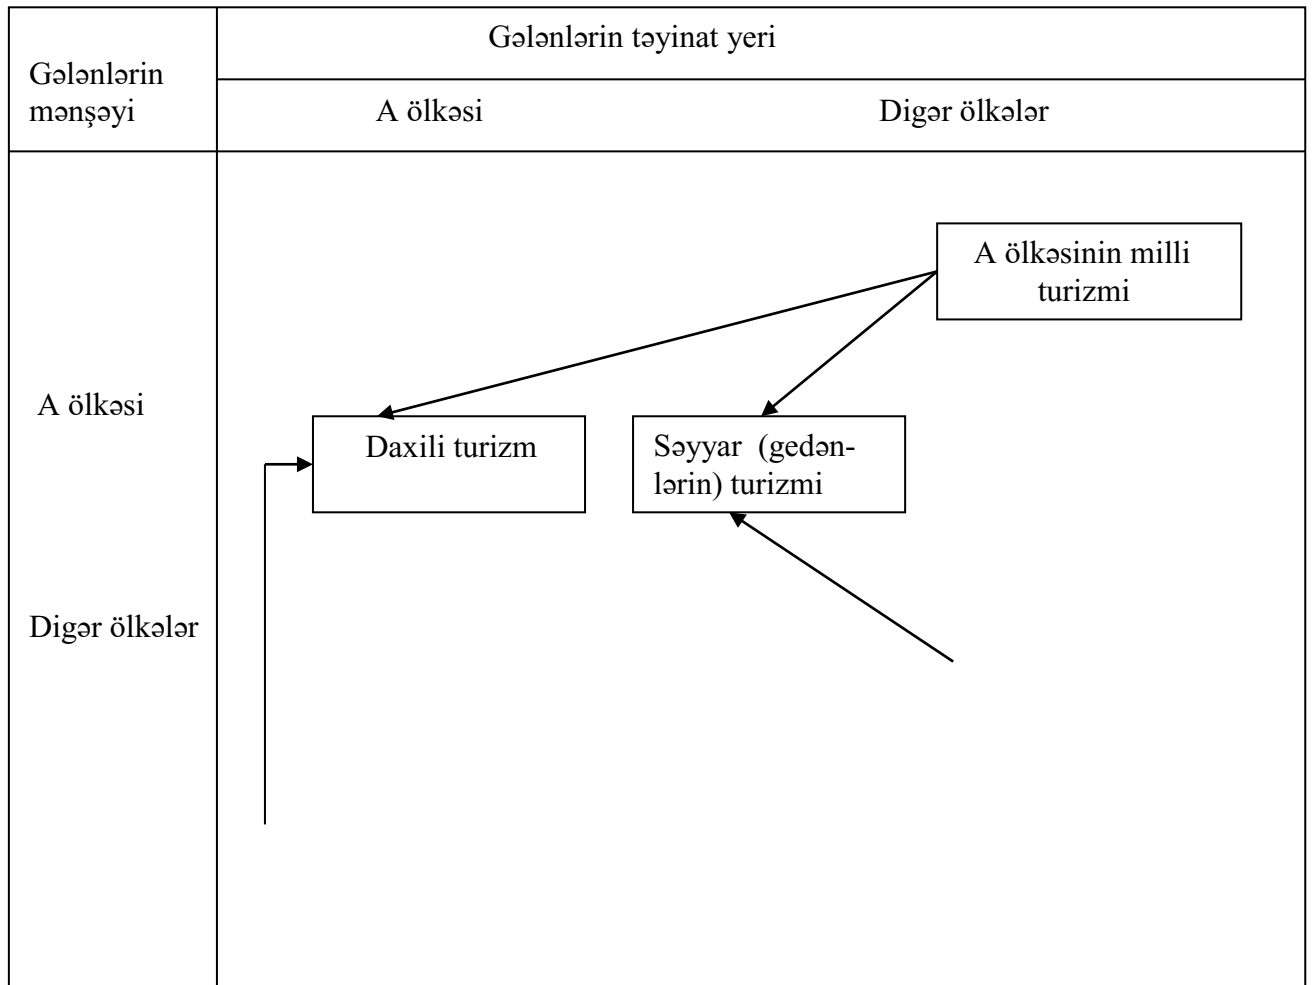 Gələnlərin təyinat yeri
Gələnlərin
mənşəyi
A ölkəsi
Digər ölkələr
A ölkəsinin milli
turizmi
A ölkəsi
Daxili turizm
Səyyar (gedən-
lərin) turizmi
Digər ölkələr